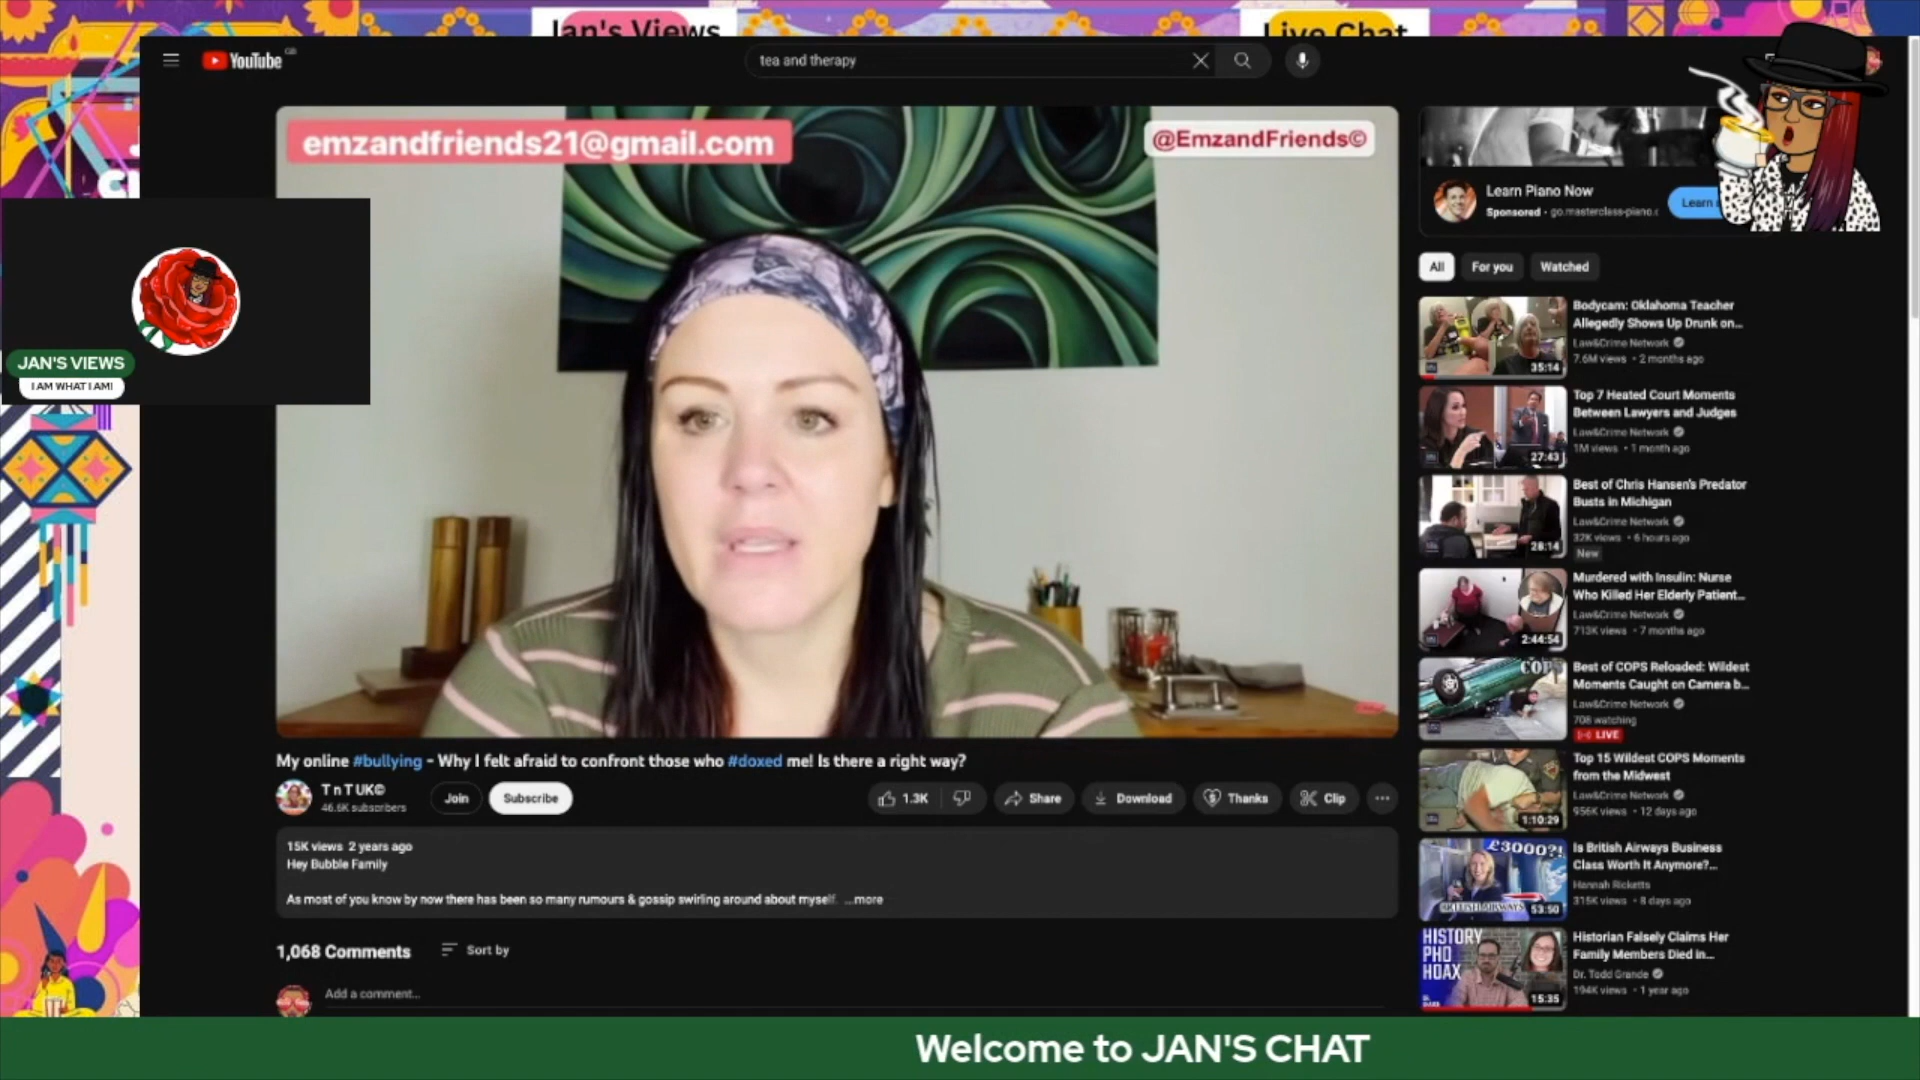 Jan's Views
Live Chat
YouTube
GB
tea and therapy
emzandfriends21@gmail.com
@EmzandFriends©
JAN'S VIEWS
I AM WHAT I AM!
My online #bullying - Why I felt afraid to confront those who #doxed me! Is there a right way?
T n T UK©
46.6K subscribers
Join
Subscribe
1.3K
Share
Download
Thanks
Clip
15K views 2 years ago
Hey Bubble Family
As most of you know by now there has been so many rumours & gossip swirling around about myself. ...more
1,068 Comments
Sort by
Add a comment...
Learn Piano Now
Sponsored · go.masterclass-piano.c
Learn
All
For you
Watched
Bodycam: Oklahoma Teacher
Allegedly Shows Up Drunk on...
Law&Crime Network
7.6M views • 2 months ago
35:14
Top 7 Heated Court Moments
Between Lawyers and Judges
Law&Crime Network
1M views • 1 month ago
27:43
Best of Chris Hansen's Predator
Busts in Michigan
Law&Crime Network
32K views • 6 hours ago
New
28:14
Murdered with Insulin: Nurse
Who Killed Her Elderly Patient...
Law&Crime Network
713K views • 7 months ago
2:44:54
COP
Best of COPS Reloaded: Wildest
Moments Caught on Camera b...
Law&Crime Network
708 watching
LIVE
Top 15 Wildest COPS Moments
from the Midwest
Law&Crime Network
956K views • 12 days ago
1:10:29
£3000?!
Is British Airways Business
Class Worth It Anymore?...
Hannah Ricketts
315K views • 8 days ago
BRITISH AIRWAYS
53:50
HISTORY
PHD
HOAX
Historian Falsely Claims Her
Family Members Died in...
Dr. Todd Grande
194K views • 1 year ago
15:35
Welcome to JAN'S CHAT